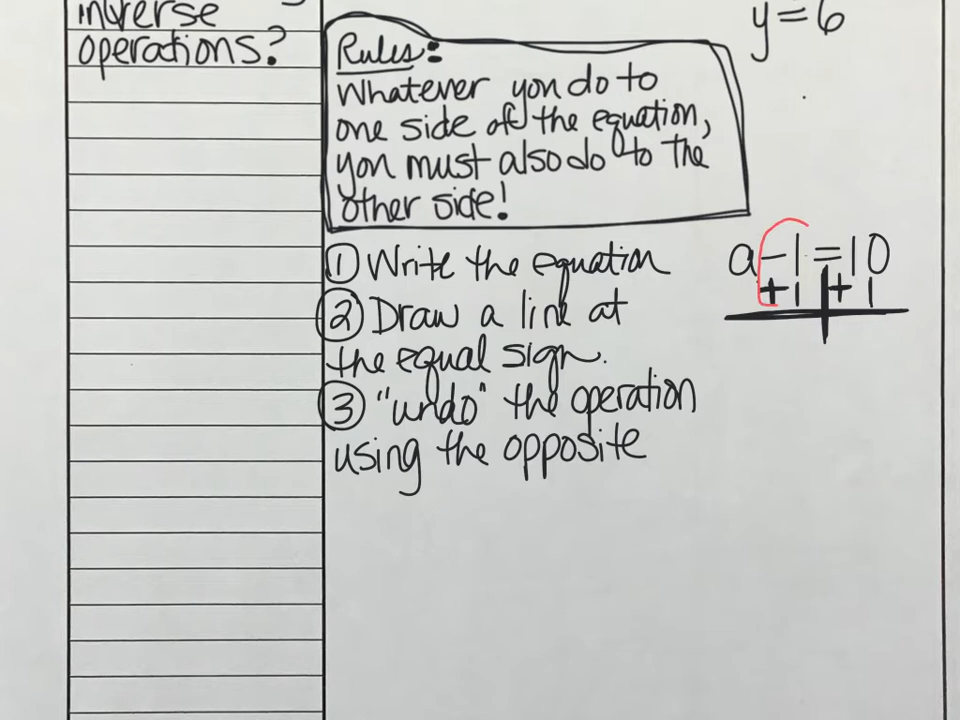 inverse
operations?
y=6
Rules:
Whatever you do to
one side of the equation,
you must also do to the
other side!
① Write the equation
② Draw a line at
the equal sign.
③ "undo" the operation
using the opposite
a-1=10
+1 +1